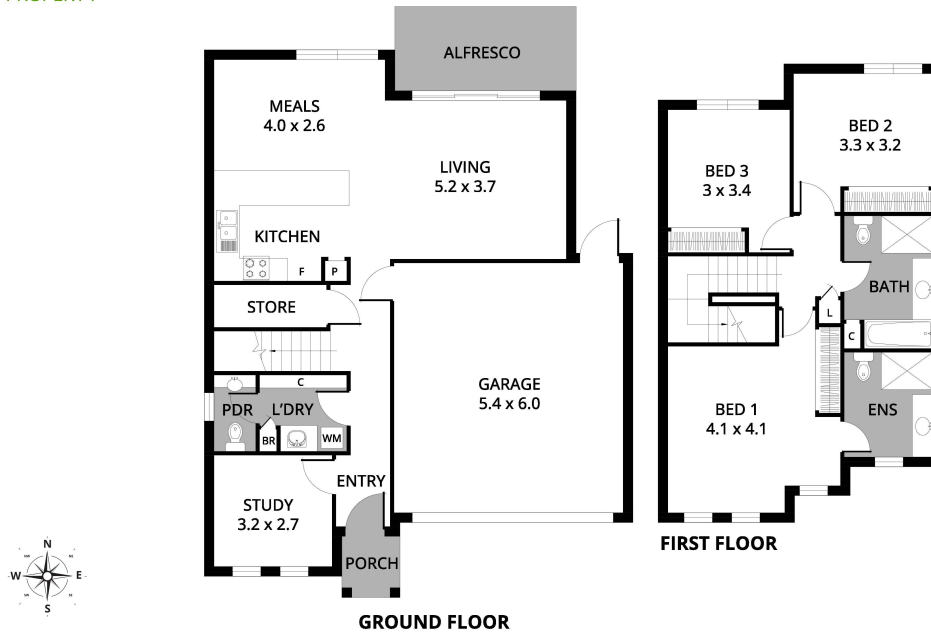 PROPERTY
ALFRESCO
MEALS
4.0 x 2.6
LIVING
5.2 x 3.7
KITCHEN
F
P
STORE
C
PDR
L'DRY
BR
WM
GARAGE
5.4 x 6.0
ENTRY
STUDY
3.2 x 2.7
PORCH
GROUND FLOOR
BED 2
3.3 x 3.2
BED 3
3 x 3.4
BATH
L
C
BED 1
4.1 x 4.1
ENS
FIRST FLOOR
N
W
E
S